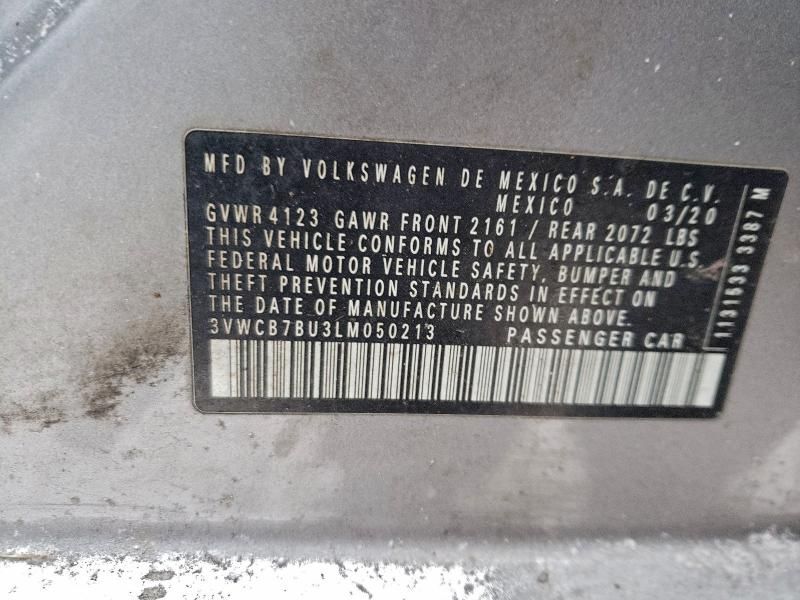 MFD BY VOLKSWAGEN DE MEXICO S.A. DE C.V.
MEXICO 03/20
GVWR 4123 GAWR FRONT 2161 / REAR 2072 LBS
THIS VEHICLE CONFORMS TO ALL APPLICABLE U.S.
FEDERAL MOTOR VEHICLE SAFETY, BUMPER AND
THEFT PREVENTION STANDARDS IN EFFECT ON
THE DATE OF MANUFACTURE SHOWN ABOVE.
3VWCB7BU3LM050213 PASSENGER CAR
1131933 3387 M